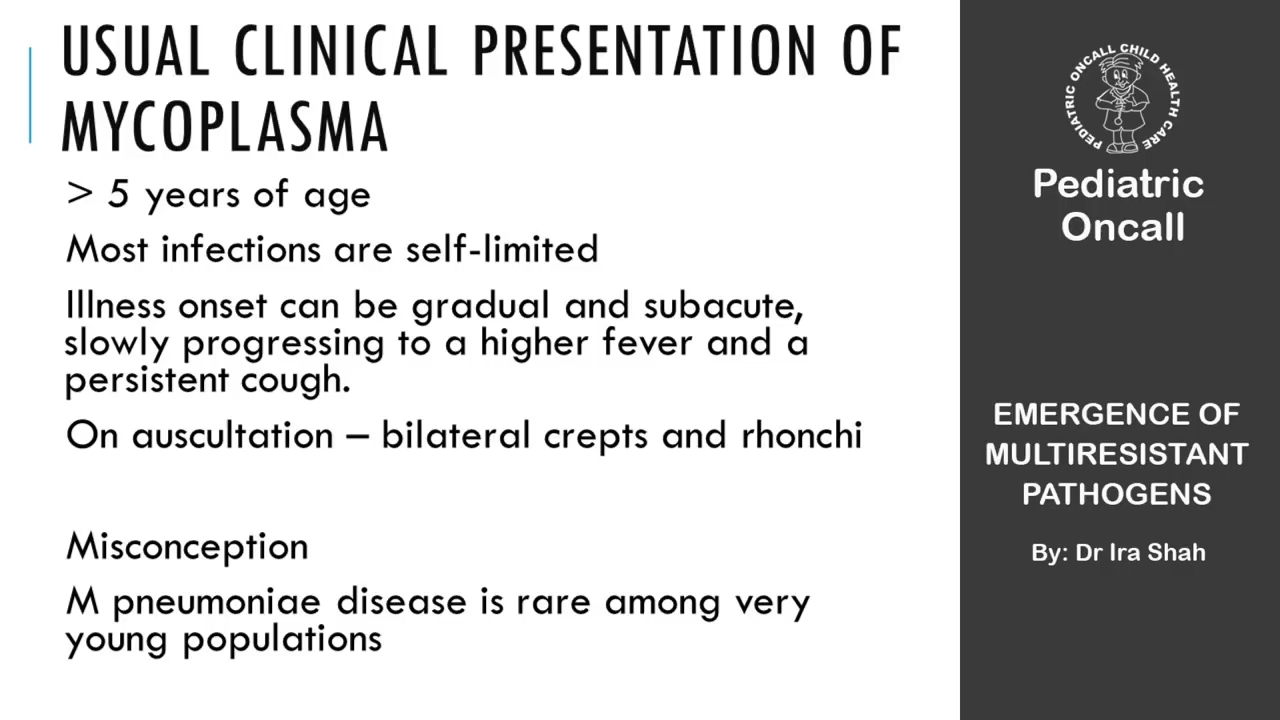 USUAL CLINICAL PRESENTATION OF
MYCOPLASMA
> 5 years of age
Most infections are self-limited
Illness onset can be gradual and subacute,
slowly progressing to a higher fever and a
persistent cough.
On auscultation – bilateral crepts and rhonchi
Misconception
M pneumoniae disease is rare among very
young populations
PEDIATRIC ONCALL CHILD HEALTH CARE
Pediatric
Oncall
EMERGENCE OF
MULTIRESISTANT
PATHOGENS
By: Dr Ira Shah